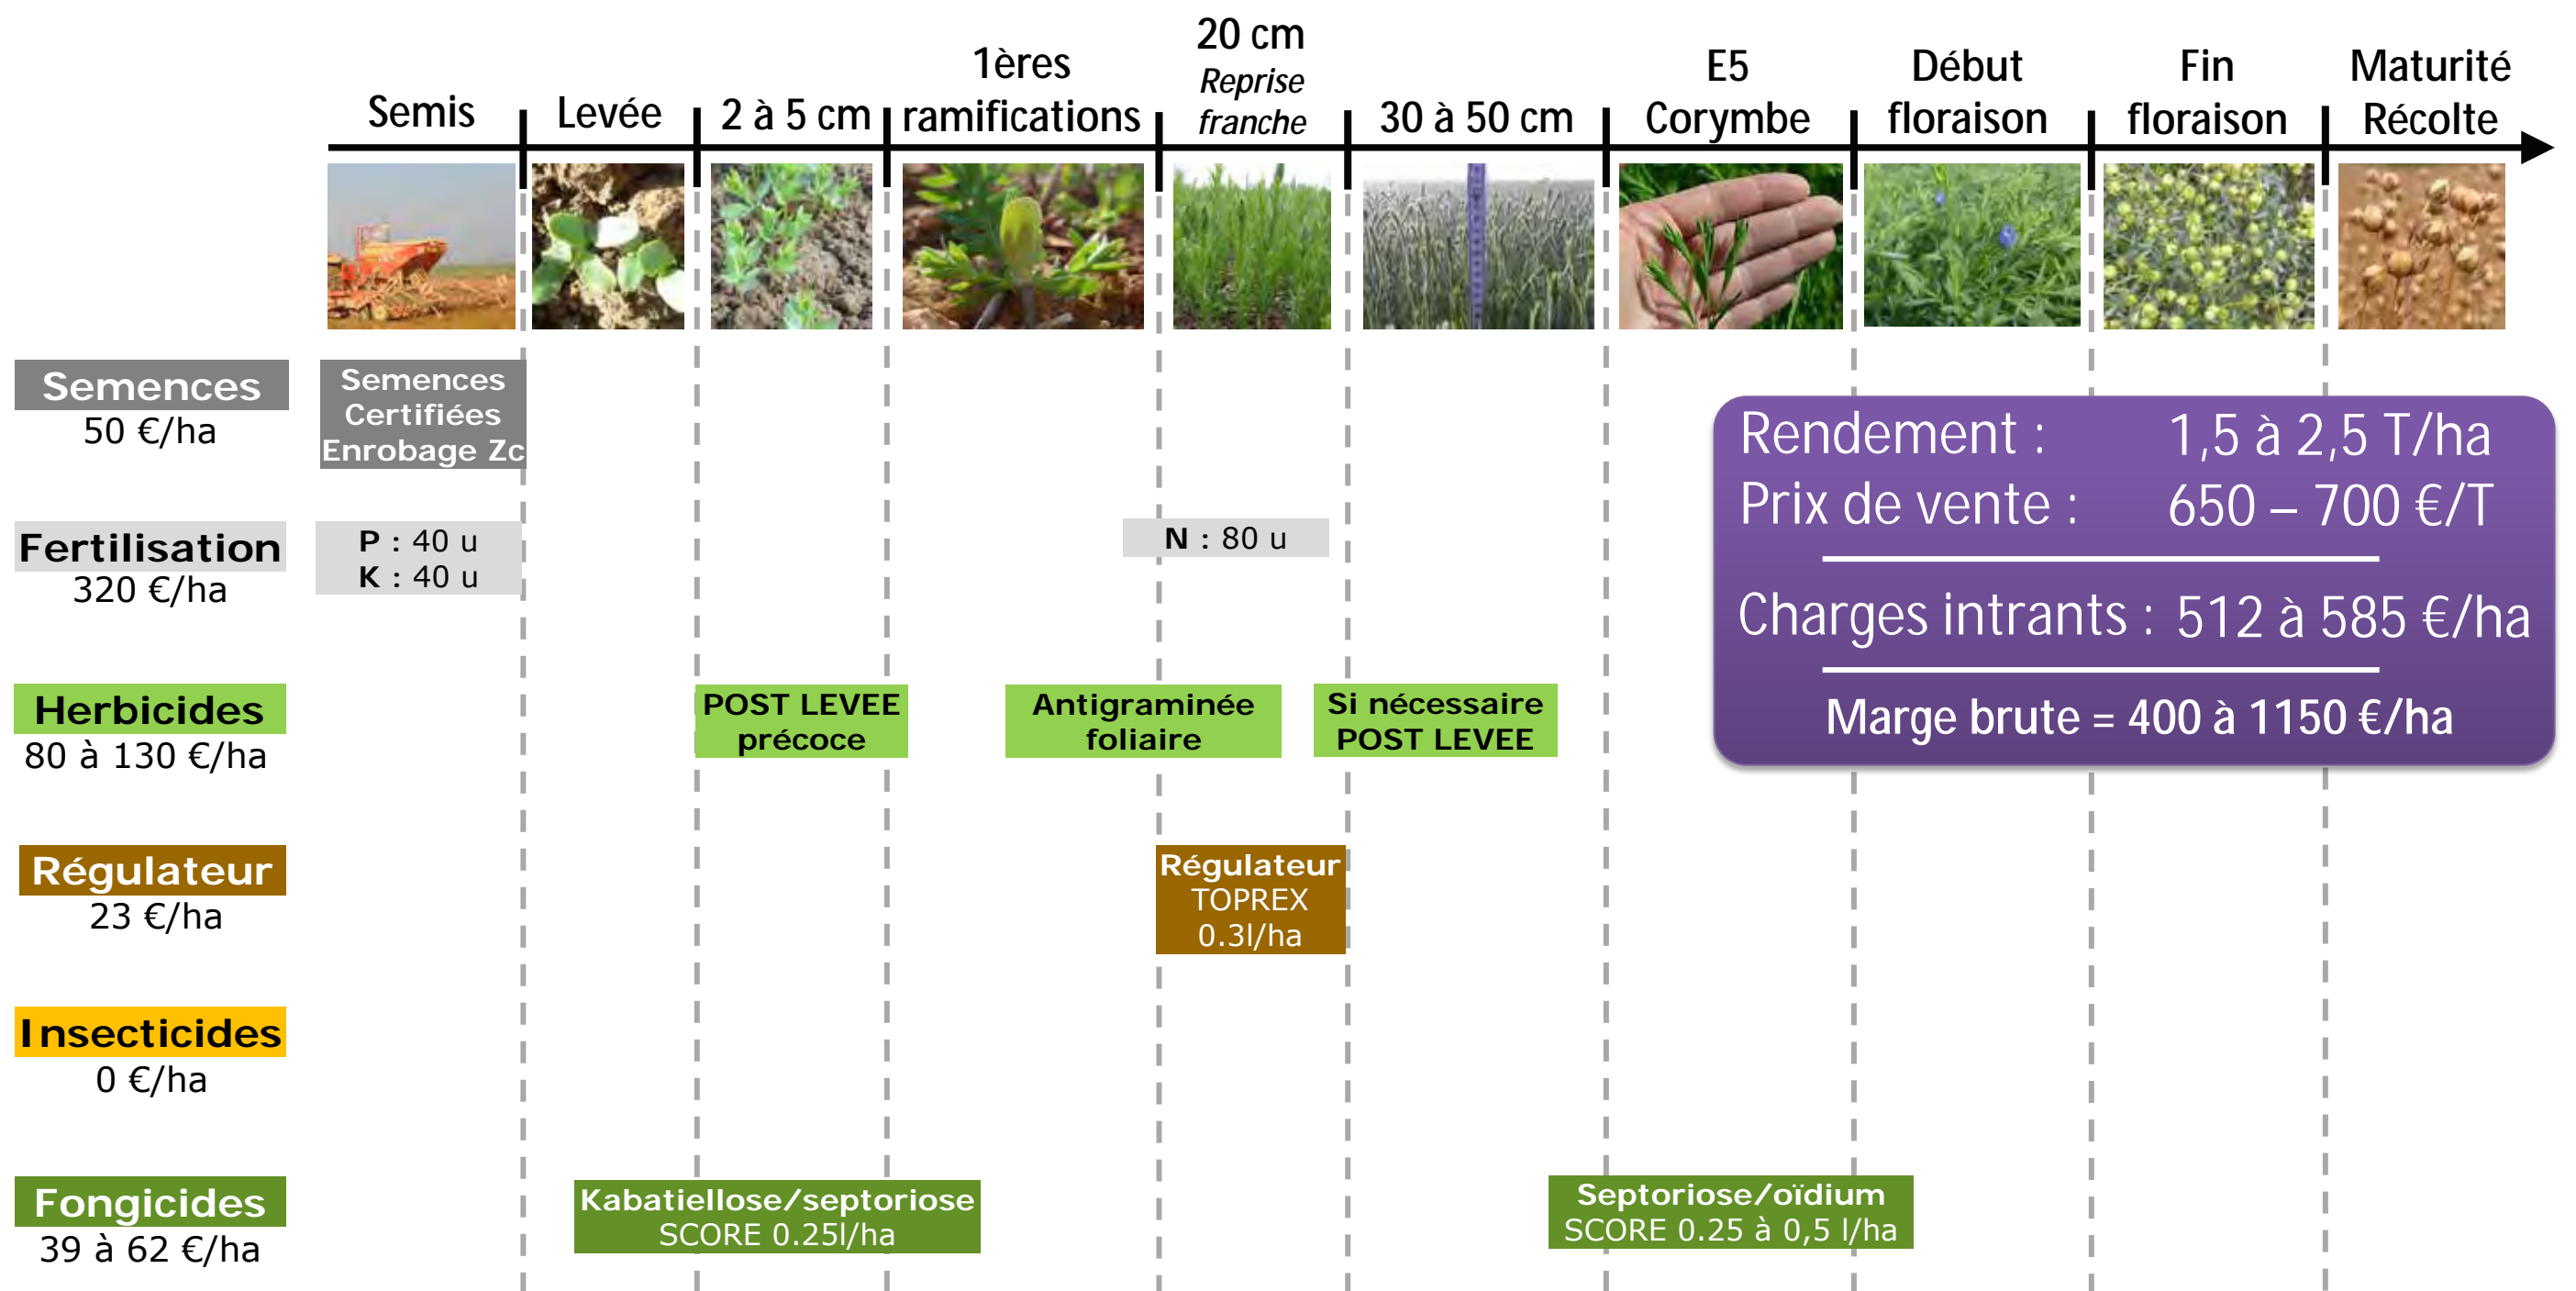 Semis
Levée
2 à 5 cm
1ères
ramifications
20 cm
Reprise
franche
30 à 50 cm
E5
Corymbe
Début
floraison
Fin
floraison
Maturité
Récolte
Semences
50 €/ha
Semences
Certifiées
Enrobage Zc
Rendement : 1,5 à 2,5 T/ha
Prix de vente : 650 – 700 €/T
Charges intrants : 512 à 585 €/ha
Marge brute = 400 à 1150 €/ha
Fertilisation
320 €/ha
P : 40 u
K : 40 u
N : 80 u
Herbicides
80 à 130 €/ha
POST LEVEE
précoce
Antigraminée
foliaire
Si nécessaire
POST LEVEE
Régulateur
23 €/ha
Régulateur
TOPREX
0.3l/ha
Insecticides
0 €/ha
Fongicides
39 à 62 €/ha
Kabatiellose/septoriose
SCORE 0.25l/ha
Septoriose/oïdium
SCORE 0.25 à 0,5 l/ha